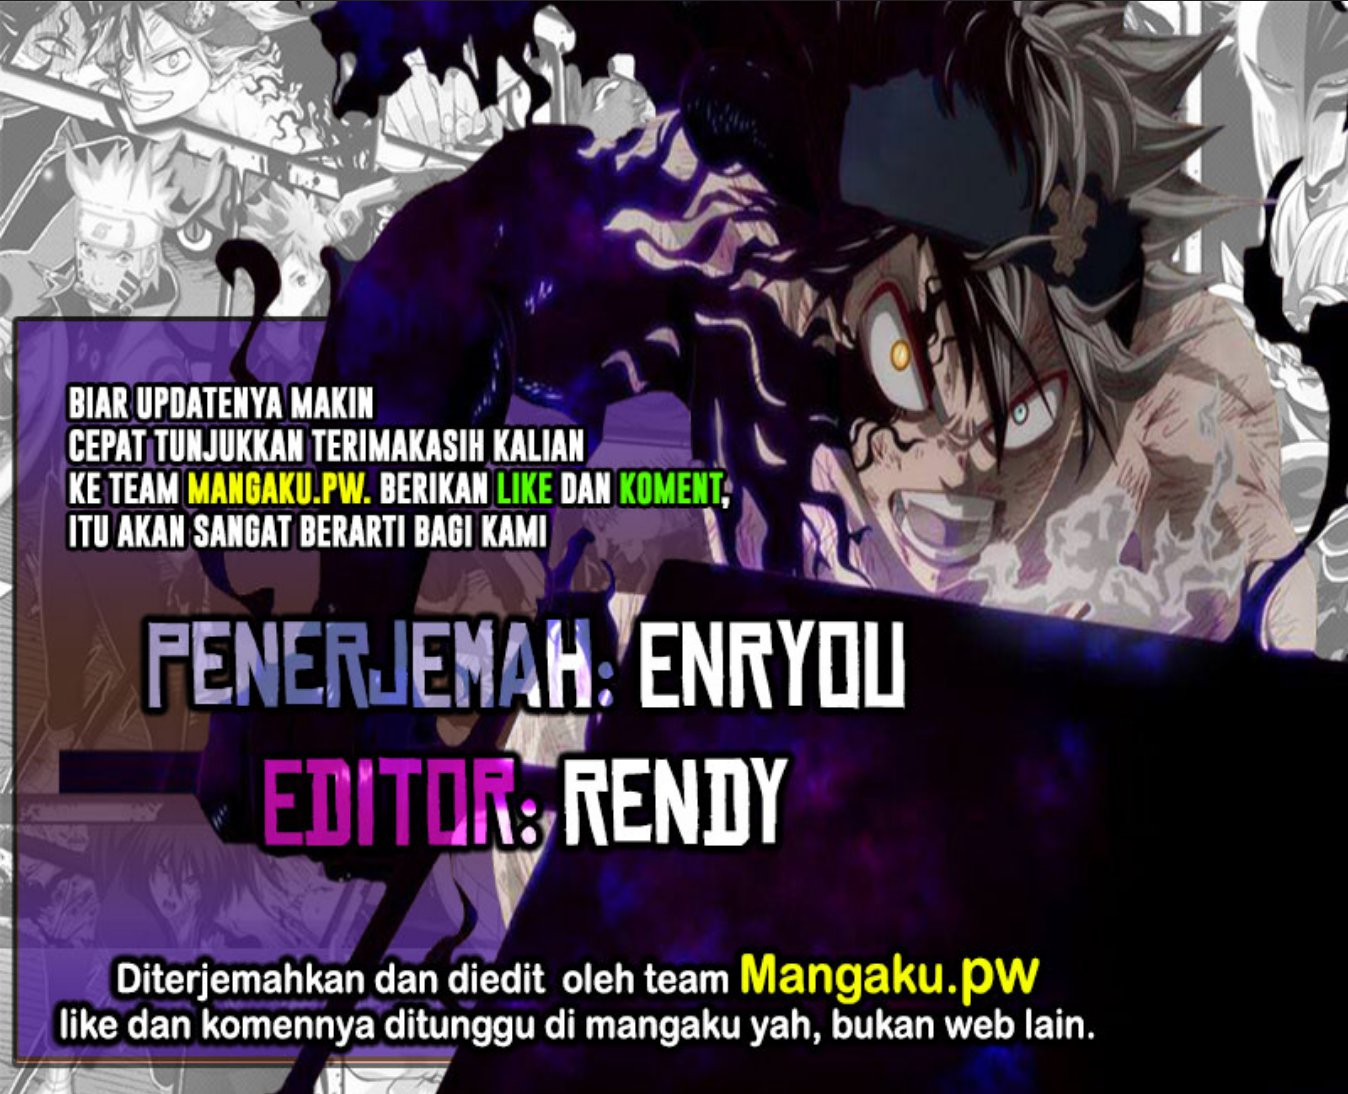 BIAR UPDATENYA MAKIN
CEPAT TUNJUKKAN TERIMAKASIH KALIAN
KE TEAM MANGAKU.PW. BERIKAN LIKE DAN KOMENT,
ITU AKAN SANGAT BERARTI BAGI KAMI
PENERJEMAH: ENRYOU
EDITOR: RENDY
Diterjemahkan dan diedit oleh team Mangaku.pw
like dan komennya ditunggu di mangaku yah, bukan web lain.